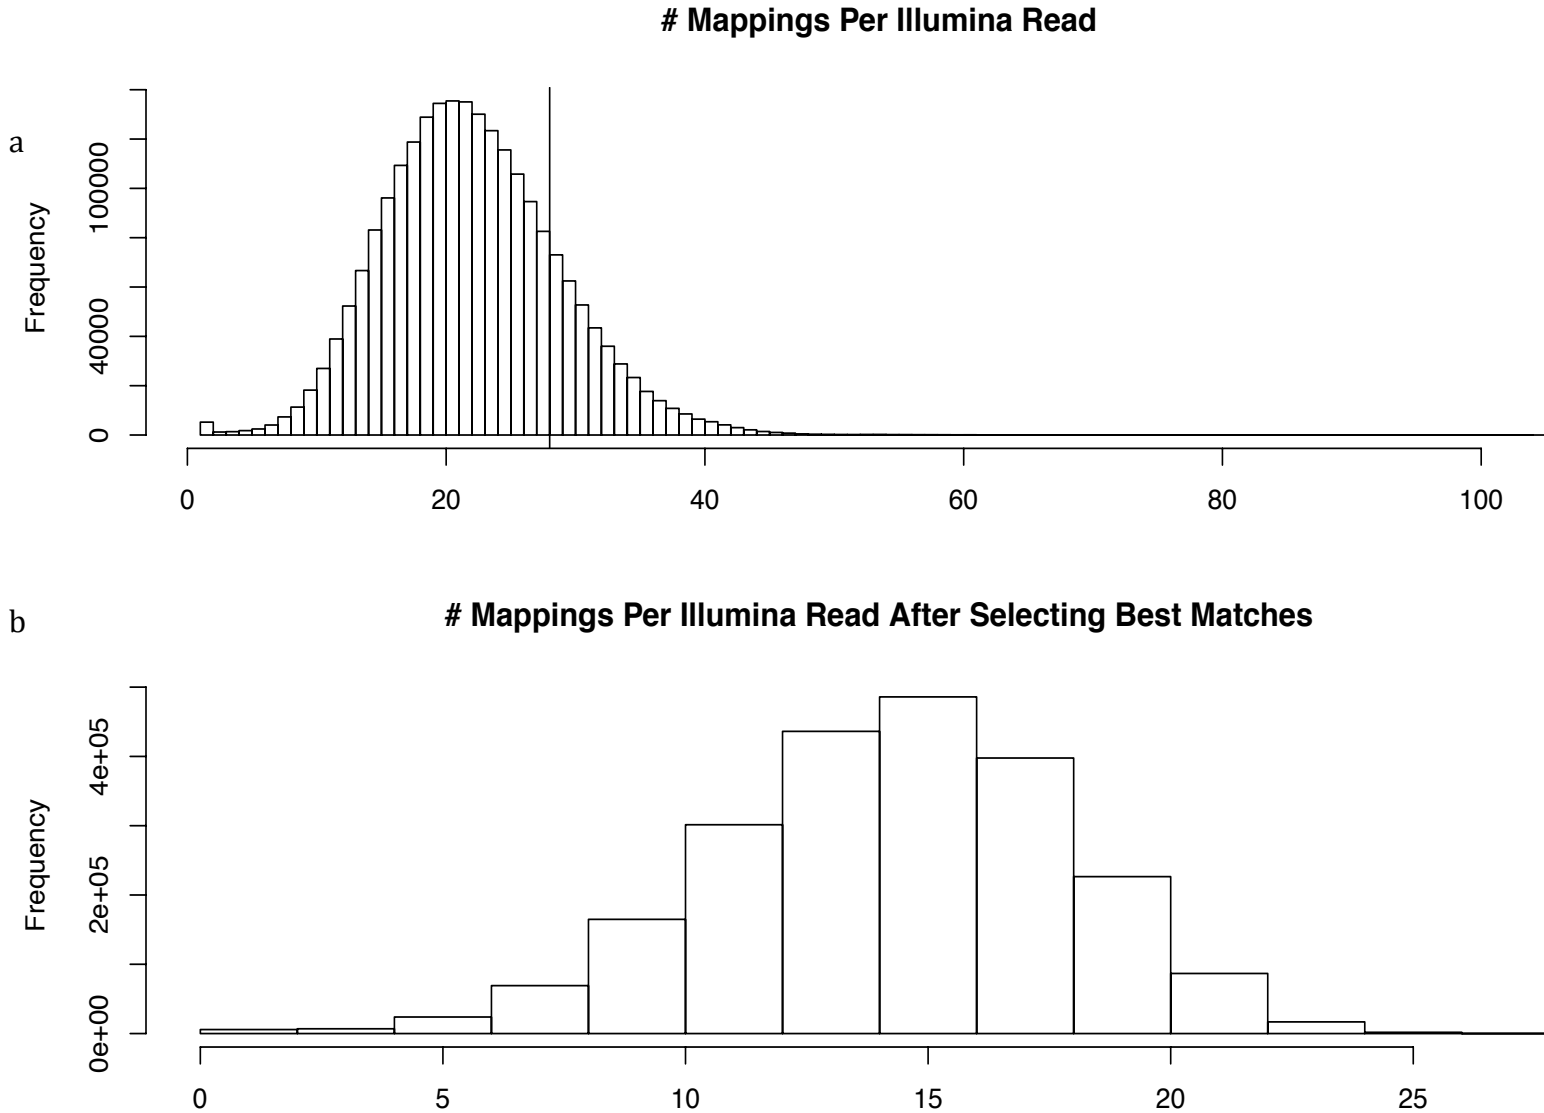 # Mappings Per Illumina Read
a
Frequency
0
40000
100000
0 20 40 60 80 100
b
# Mappings Per Illumina Read After Selecting Best Matches
Frequency
0e+00
2e+05
4e+05
0 5 10 15 20 25